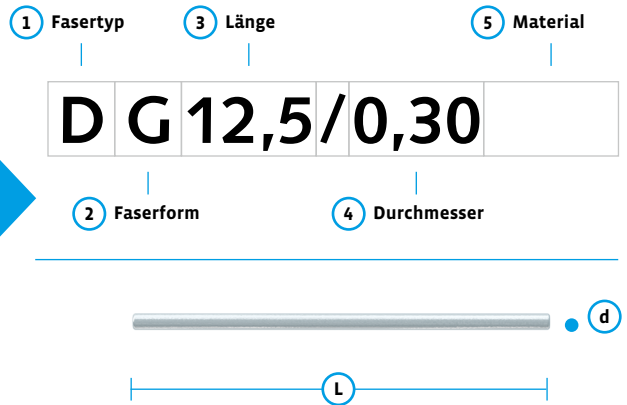 1 Fasertyp 3 Länge 5 Material
D G 12,5 / 0,30
2 Faserform 4 Durchmesser
d
L